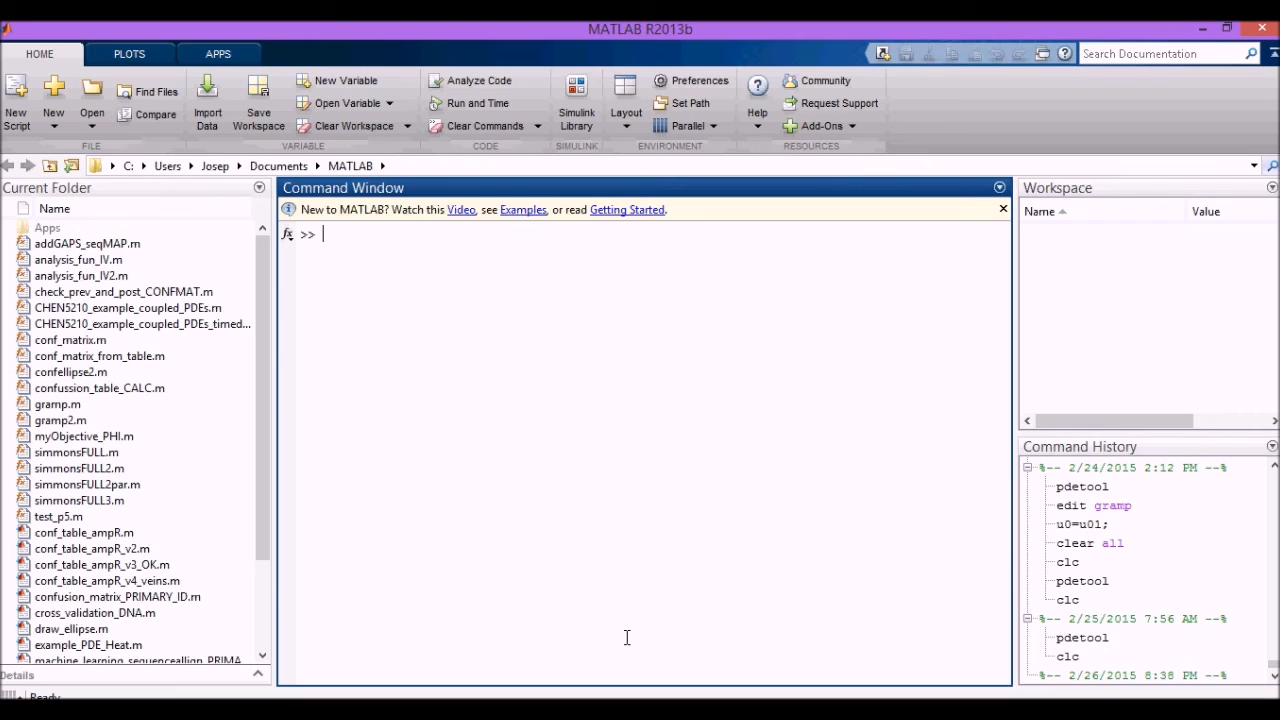 MATLAB R2013b
HOME PLOTS APPS Search Documentation
New Script New Open Find Files Compare
FILE
Import Data Save Workspace New Variable Open Variable Clear Workspace
VARIABLE
Analyze Code Run and Time Clear Commands
CODE
Simulink Library
SIMULINK
Layout Preferences Set Path Parallel
ENVIRONMENT
Help Community Request Support Add-Ons
RESOURCES
C: Users Josep Documents MATLAB
Current Folder
Name
Apps
addGAPS_seqMAP.m
analysis_fun_IV.m
analysis_fun_IV2.m
check_prev_and_post_CONFMAT.m
CHEN5210_example_coupled_PDEs.m
CHEN5210_example_coupled_PDEs_timed...
conf_matrix.m
conf_matrix_from_table.m
confellipse2.m
confussion_table_CALC.m
gramp.m
gramp2.m
myObjective_PHI.m
simmonsFULL.m
simmonsFULL2.m
simmonsFULL2par.m
simmonsFULL3.m
test_p5.m
conf_table_ampR.m
conf_table_ampR_v2.m
conf_table_ampR_v3_OK.m
conf_table_ampR_v4_veins.m
confusion_matrix_PRIMARY_ID.m
cross_validation_DNA.m
draw_ellipse.m
example_PDE_Heat.m
machine_learning_sequencealign_PRIMA
Details
Ready
Command Window
New to MATLAB? Watch this Video, see Examples, or read Getting Started.
fx >>
Workspace
Name Value
Command History
%-- 2/24/2015 2:12 PM --%
pdetool
edit gramp
u0=u01;
clear all
clc
pdetool
clc
%-- 2/25/2015 7:56 AM --%
pdetool
clc
%-- 2/26/2015 8:38 PM --%